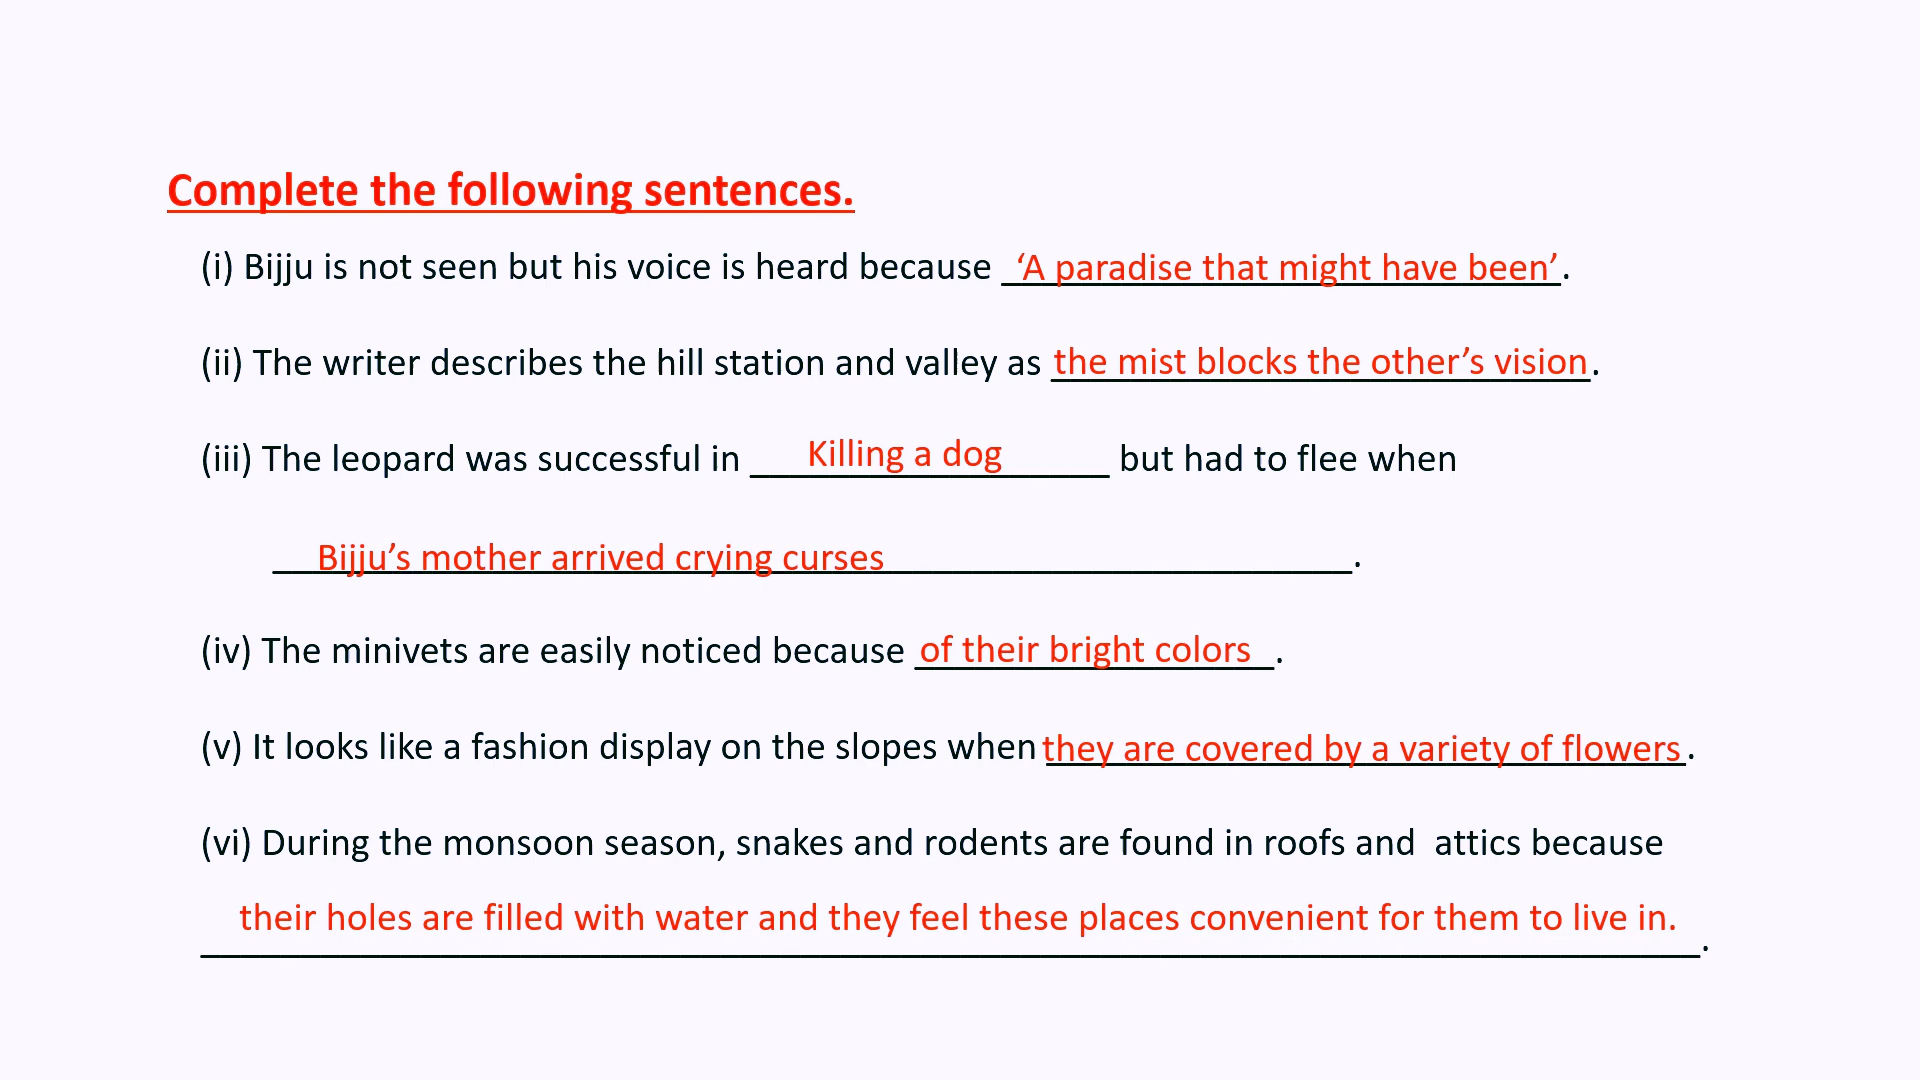 Complete the following sentences.
(i) Bijju is not seen but his voice is heard because ‘A paradise that might have been’.
(ii) The writer describes the hill station and valley as the mist blocks the other’s vision.
(iii) The leopard was successful in Killing a dog but had to flee when
Bijju’s mother arrived crying curses.
(iv) The minivets are easily noticed because of their bright colors.
(v) It looks like a fashion display on the slopes when they are covered by a variety of flowers.
(vi) During the monsoon season, snakes and rodents are found in roofs and attics because
their holes are filled with water and they feel these places convenient for them to live in.
.